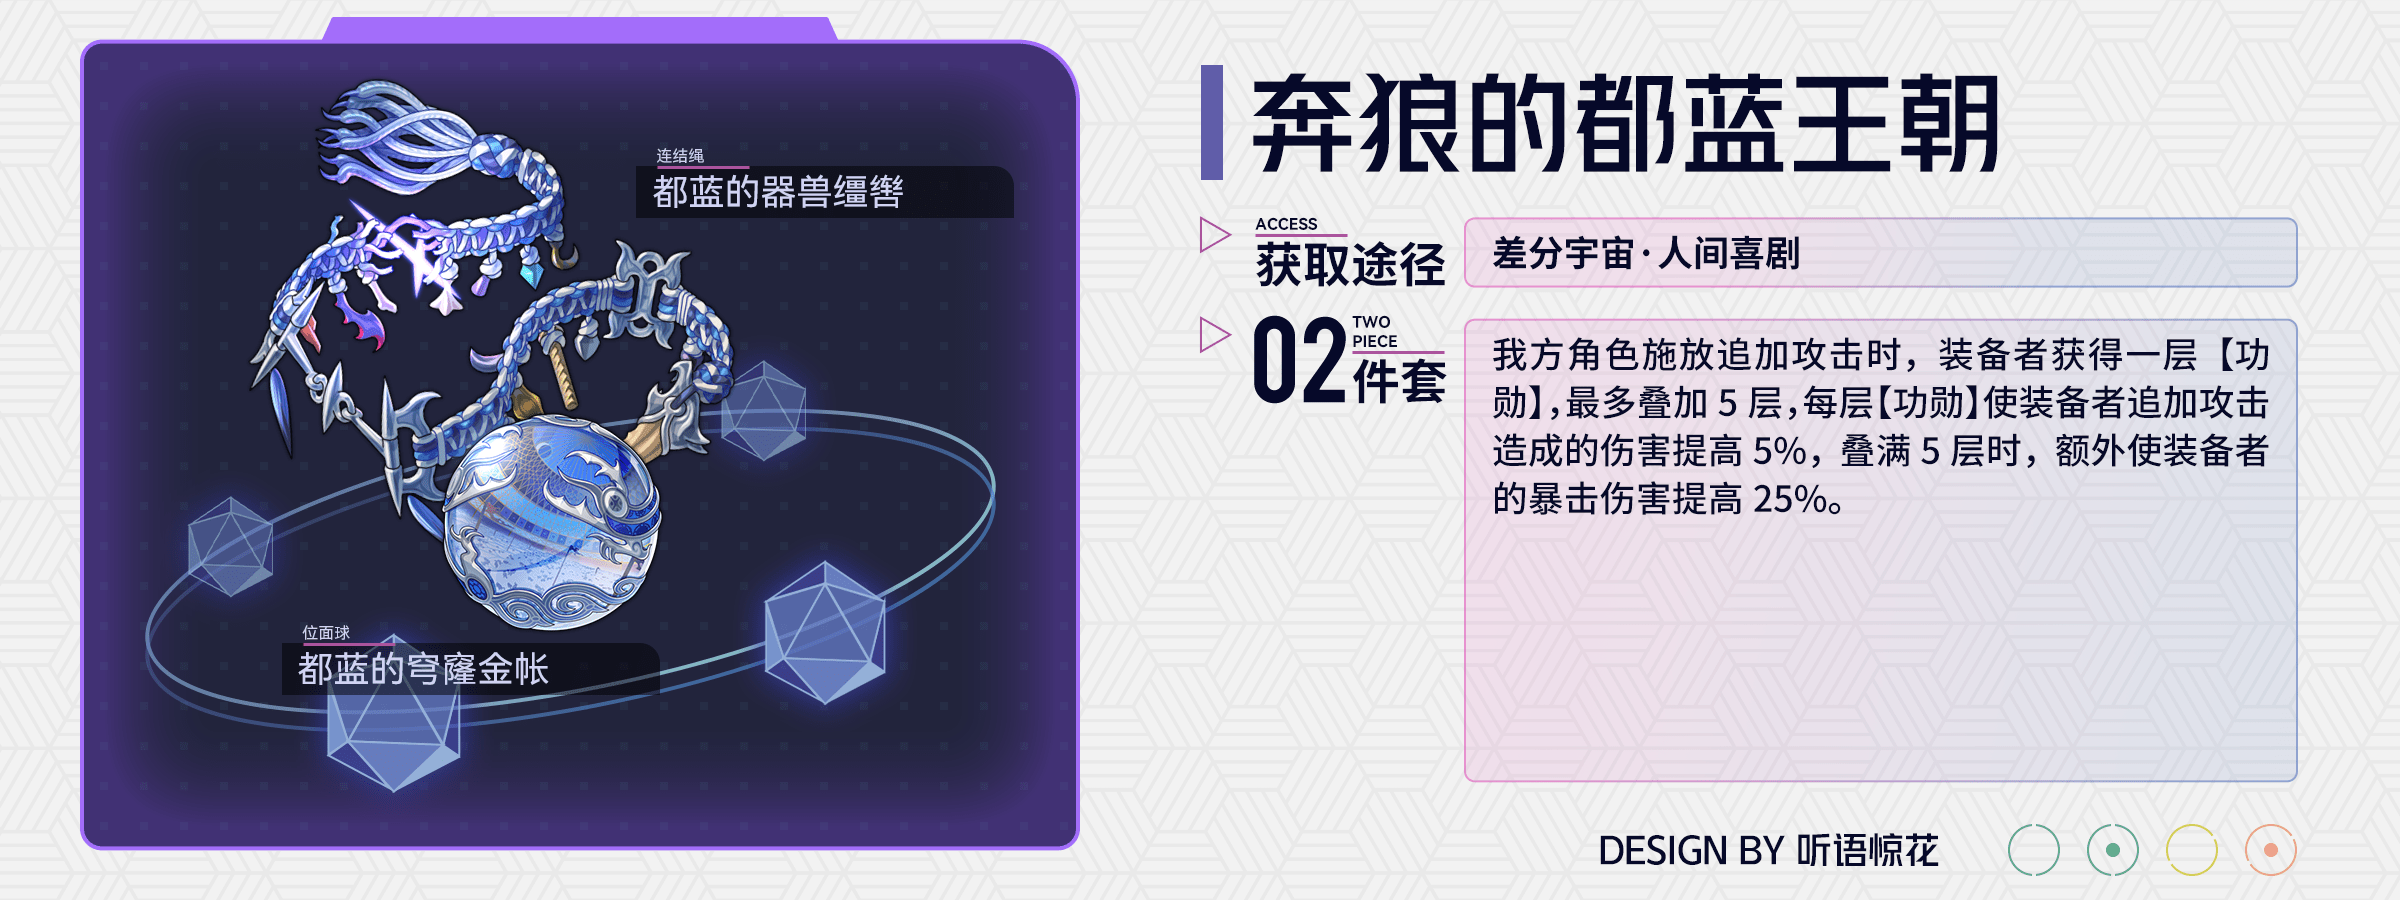 连结绳
都蓝的器兽缰辔
位面球
都蓝的穹窿金帐
奔狼的都蓝王朝
ACCESS
获取途径
差分宇宙·人间喜剧
02
TWO
PIECE
件套
我方角色施放追加攻击时，装备者获得一层【功
勋】，最多叠加 5 层，每层【功勋】使装备者追加攻击
造成的伤害提高 5%，叠满 5 层时，额外使装备者
的暴击伤害提高 25%。
DESIGN BY 听语惊花